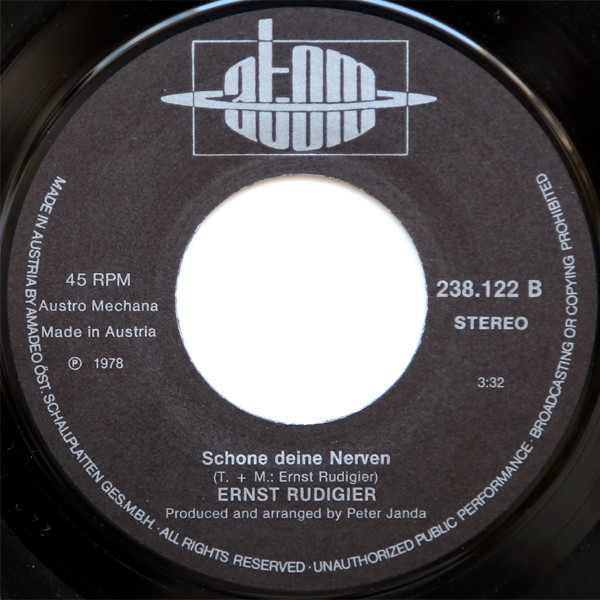 atom
audio
45 RPM
Austro Mechana
Made in Austria
Ⓟ 1978
238.122 B
STEREO
3:32
Schone deine Nerven
(T. + M.: Ernst Rudigier)
ERNST RUDIGIER
Produced and arranged by Peter Janda
MADE IN AUSTRIA BY AMADEO ÖST. SCHALLPLATTEN GES.M.B.H. · ALL RIGHTS RESERVED · UNAUTHORIZED PUBLIC PERFORMANCE · BROADCASTING OR COPYING PROHIBITED